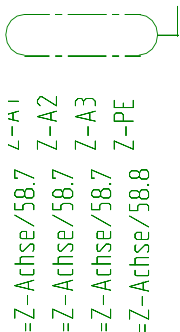 =Z-Achse/58.7 Z-A1
=Z-Achse/58.7 Z-A2
=Z-Achse/58.7 Z-A3
=Z-Achse/58.8 Z-PE